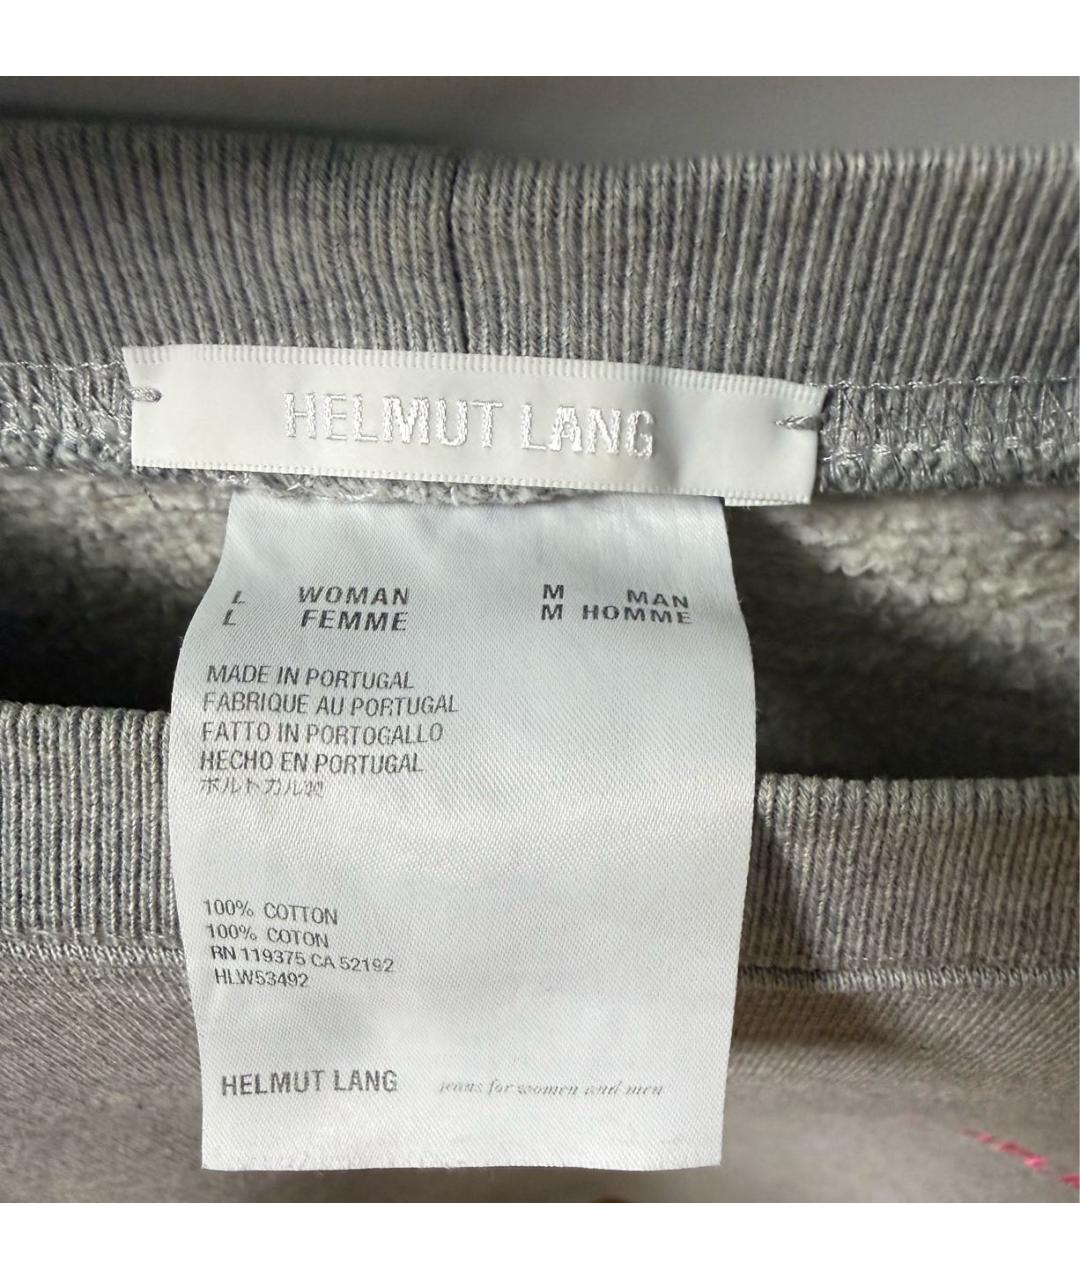 HELMUT LANG
L WOMAN M MAN
L FEMME M HOMME
MADE IN PORTUGAL
FABRIQUE AU PORTUGAL
FATTO IN PORTOGALLO
HECHO EN PORTUGAL
ポルトガル製
100% COTTON
100% COTON
RN 119375 CA 52192
HLW53492
HELMUT LANG jeans for women and men